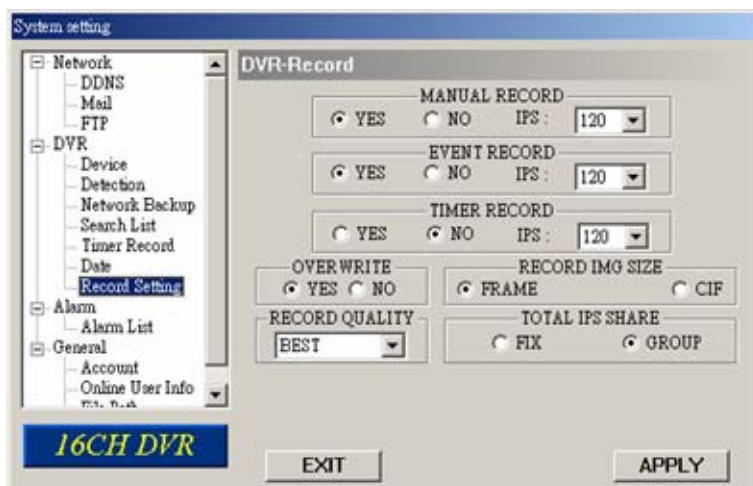 System setting
Network
DDNS
Mail
FTP
DVR
Device
Detection
Network Backup
Search List
Timer Record
Date
Record Setting
Alarm
Alarm List
General
Account
Online User Info
File Path
16CH DVR
DVR-Record
MANUAL RECORD
YES NO IPS : 120
EVENT RECORD
YES NO IPS : 120
TIMER RECORD
YES NO IPS : 120
OVERWRITE
YES NO
RECORD IMG SIZE
FRAME CIF
RECORD QUALITY
BEST
TOTAL IPS SHARE
FIX GROUP
EXIT
APPLY